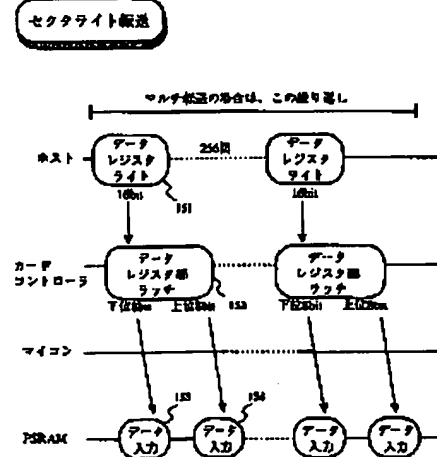 セクタライト転送
マルチ転送の場合は、この繰り返し
ホスト
データ
レジスタ
ライト
256回
データ
レジスタ
ライト
16bit
151
16bit
カード
コントローラ
データ
レジスタ部
ラッチ
データ
レジスタ部
ラッチ
下位8bit
上位8bit
152
下位8bit
上位8bit
マイコン
153
154
PSRAM
データ
入力
データ
入力
データ
入力
データ
入力